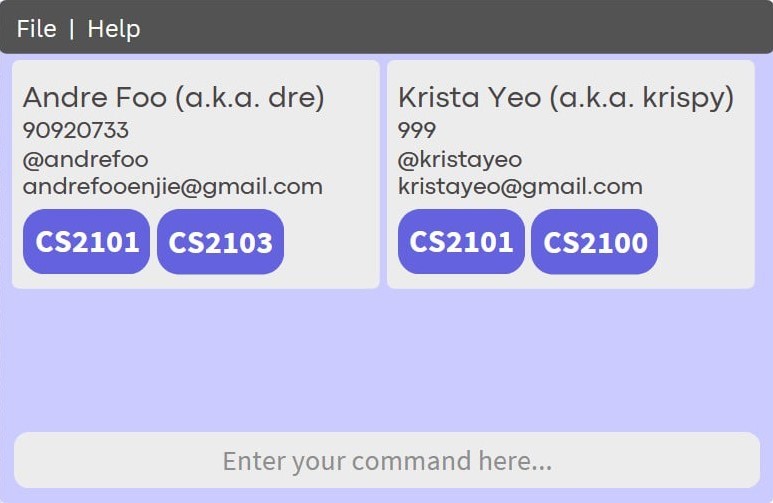 File | Help
Andre Foo (a.k.a. dre)
90920733
@andrefoo
andrefooenjie@gmail.com
CS2101 CS2103
Krista Yeo (a.k.a. krispy)
999
@kristayeo
kristayeo@gmail.com
CS2101 CS2100
Enter your command here...